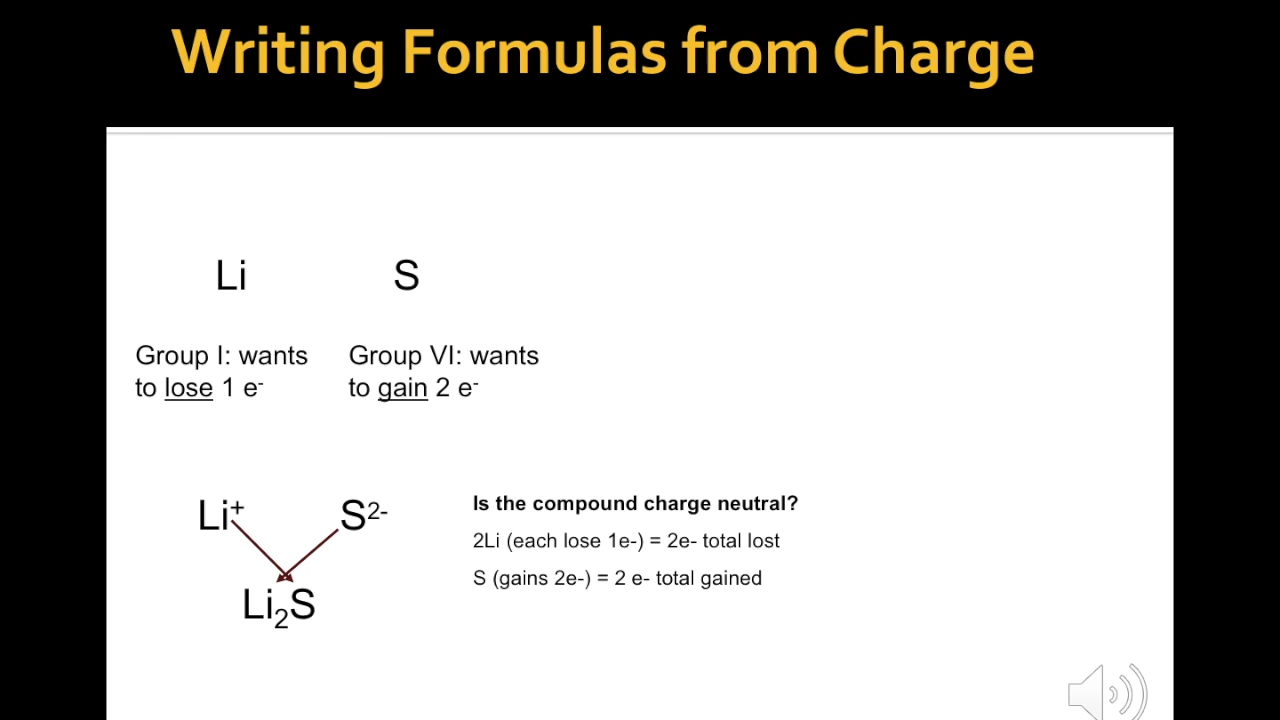 Writing Formulas from Charge
Li S
Group I: wants Group VI: wants
to lose 1 e⁻ to gain 2 e⁻
Li⁺ S²⁻
Is the compound charge neutral?
2Li (each lose 1e-) = 2e- total lost
S (gains 2e-) = 2 e- total gained
Li₂S